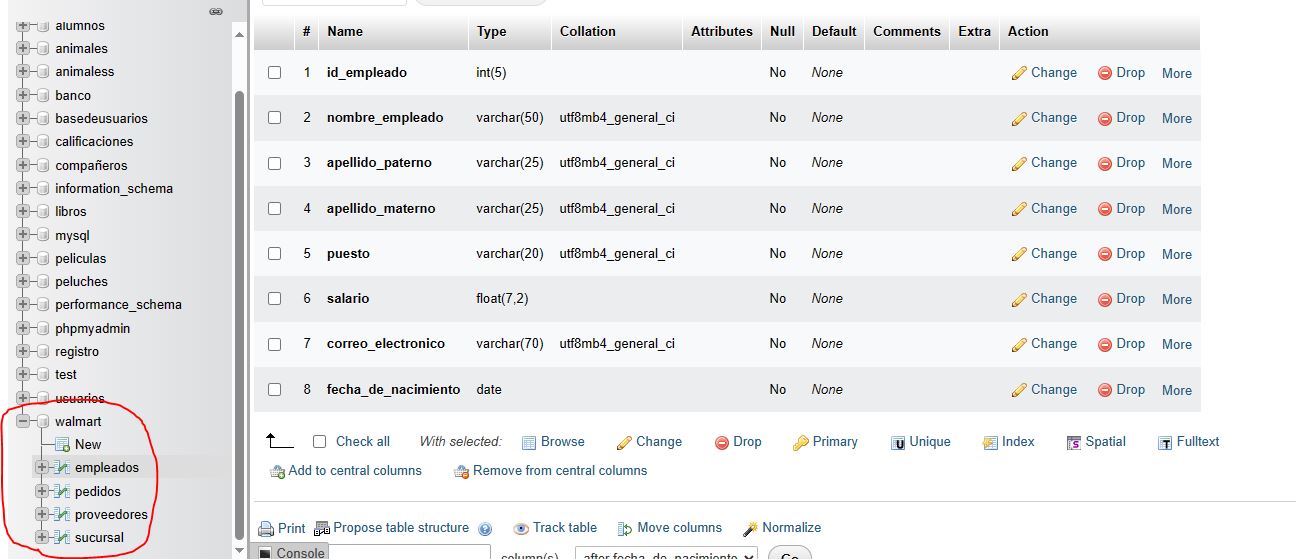 alumnos
animales
animaless
banco
basedeusuarios
calificaciones
compañeros
information_schema
libros
mysql
peliculas
peluches
performance_schema
phpmyadmin
registro
test
usuarios
walmart
New
empleados
pedidos
proveedores
sucursal
# Name Type Collation Attributes Null Default Comments Extra Action
1 id_empleado int(5) No None Change Drop More
2 nombre_empleado varchar(50) utf8mb4_general_ci No None Change Drop More
3 apellido_paterno varchar(25) utf8mb4_general_ci No None Change Drop More
4 apellido_materno varchar(25) utf8mb4_general_ci No None Change Drop More
5 puesto varchar(20) utf8mb4_general_ci No None Change Drop More
6 salario float(7,2) No None Change Drop More
7 correo_electronico varchar(70) utf8mb4_general_ci No None Change Drop More
8 fecha_de_nacimiento date No None Change Drop More
Check all With selected: Browse Change Drop Primary Unique Index Spatial Fulltext
Add to central columns Remove from central columns
Print Propose table structure Track table Move columns Normalize
Console column(s) after fecha_de_nacimiento Go